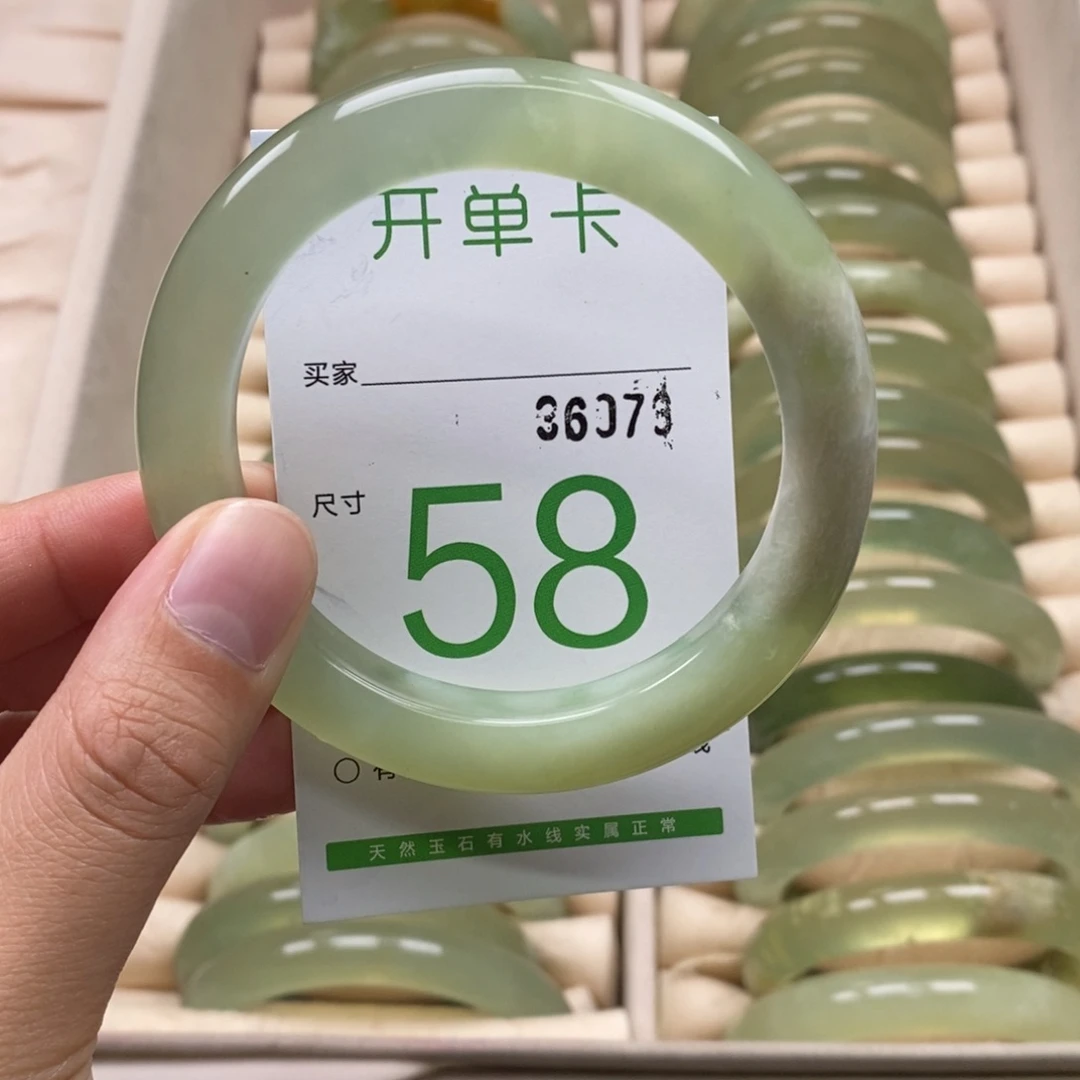 开单卡
买家
36073
尺寸
58
天然玉石有水线实属正常